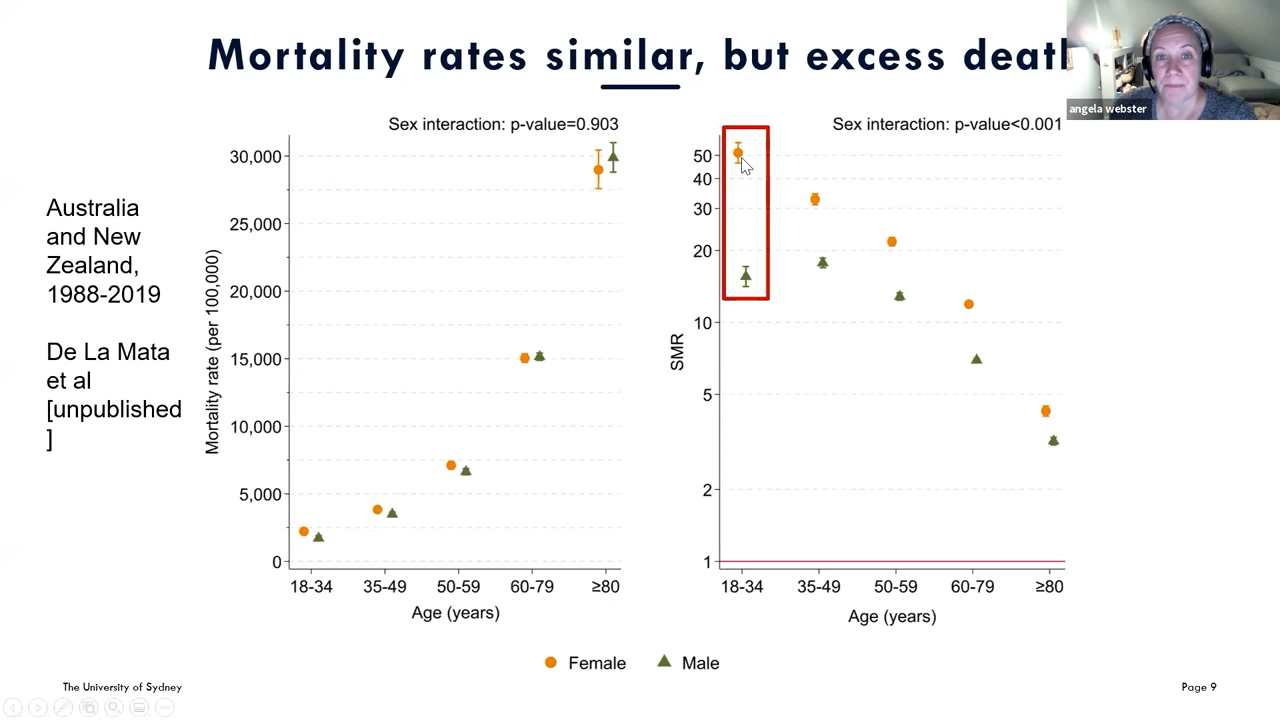 Mortality rates similar, but excess deat
angela webster
Sex interaction: p-value=0.903
Sex interaction: p-value<0.001
Australia
and New
Zealand,
1988-2019
De La Mata
et al
[unpublished
]
Mortality rate (per 100,000)
30,000
25,000
20,000
15,000
10,000
5,000
0
18-34
35-49
50-59
60-79
≥80
Age (years)
SMR
50
40
30
20
10
5
2
1
18-34
35-49
50-59
60-79
≥80
Age (years)
Female
Male
The University of Sydney
Page 9